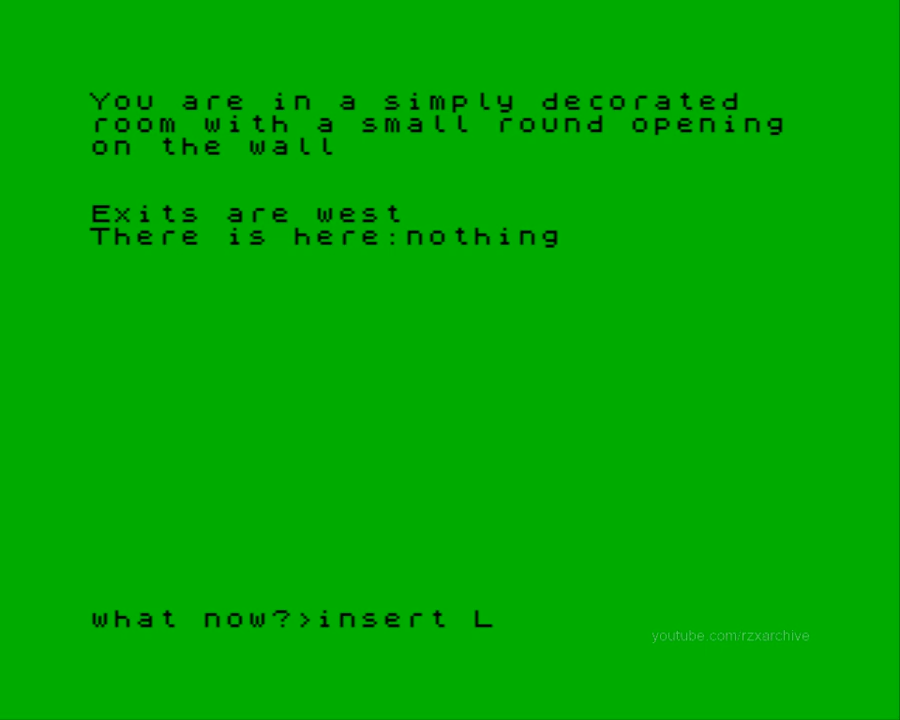 You are in a simply decorated
room with a small round opening
on the wall
Exits are west
There is here:nothing
what now?>insert L
youtube.com/rzxarchive